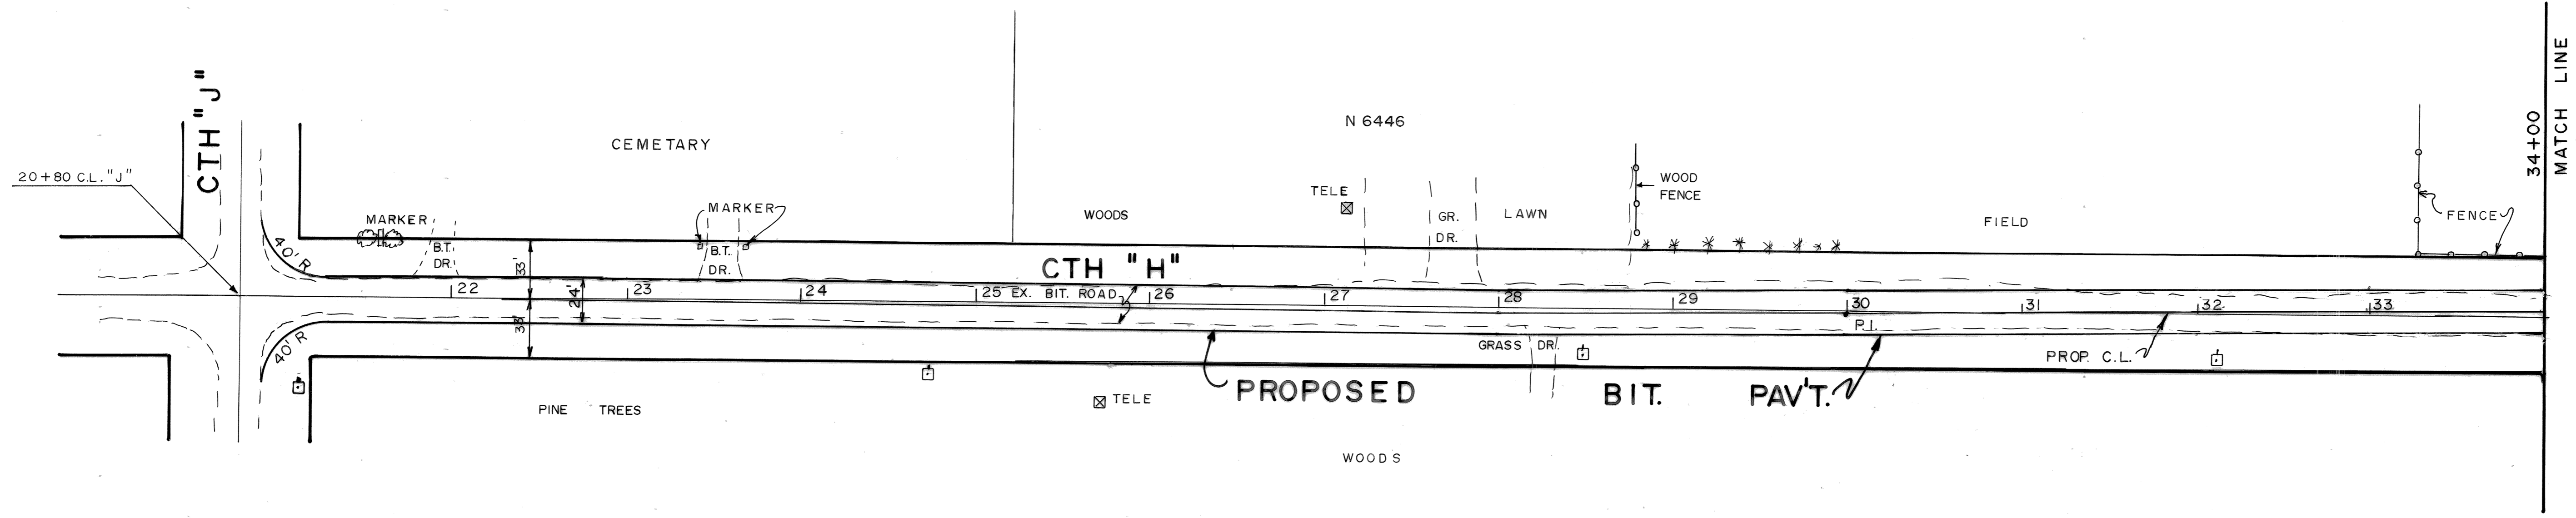 CTH "J"
20+80 C.L. "J"
40' R
40' R
MARKER
B.T.
DR.
CEMETARY
MARKER
B.T.
DR.
33'
33'
24'
22
23
24
25
26
27
28
29
30
31
32
33
EX. BIT. ROAD
CTH "H"
WOODS
N 6446
TELE
GR.
DR.
LAWN
WOOD
FENCE
FIELD
FENCE
34+00
MATCH LINE
P.I.
PROP. C.L.
GRASS DR.
PROPOSED BIT. PAV'T.
PINE TREES
TELE
WOODS